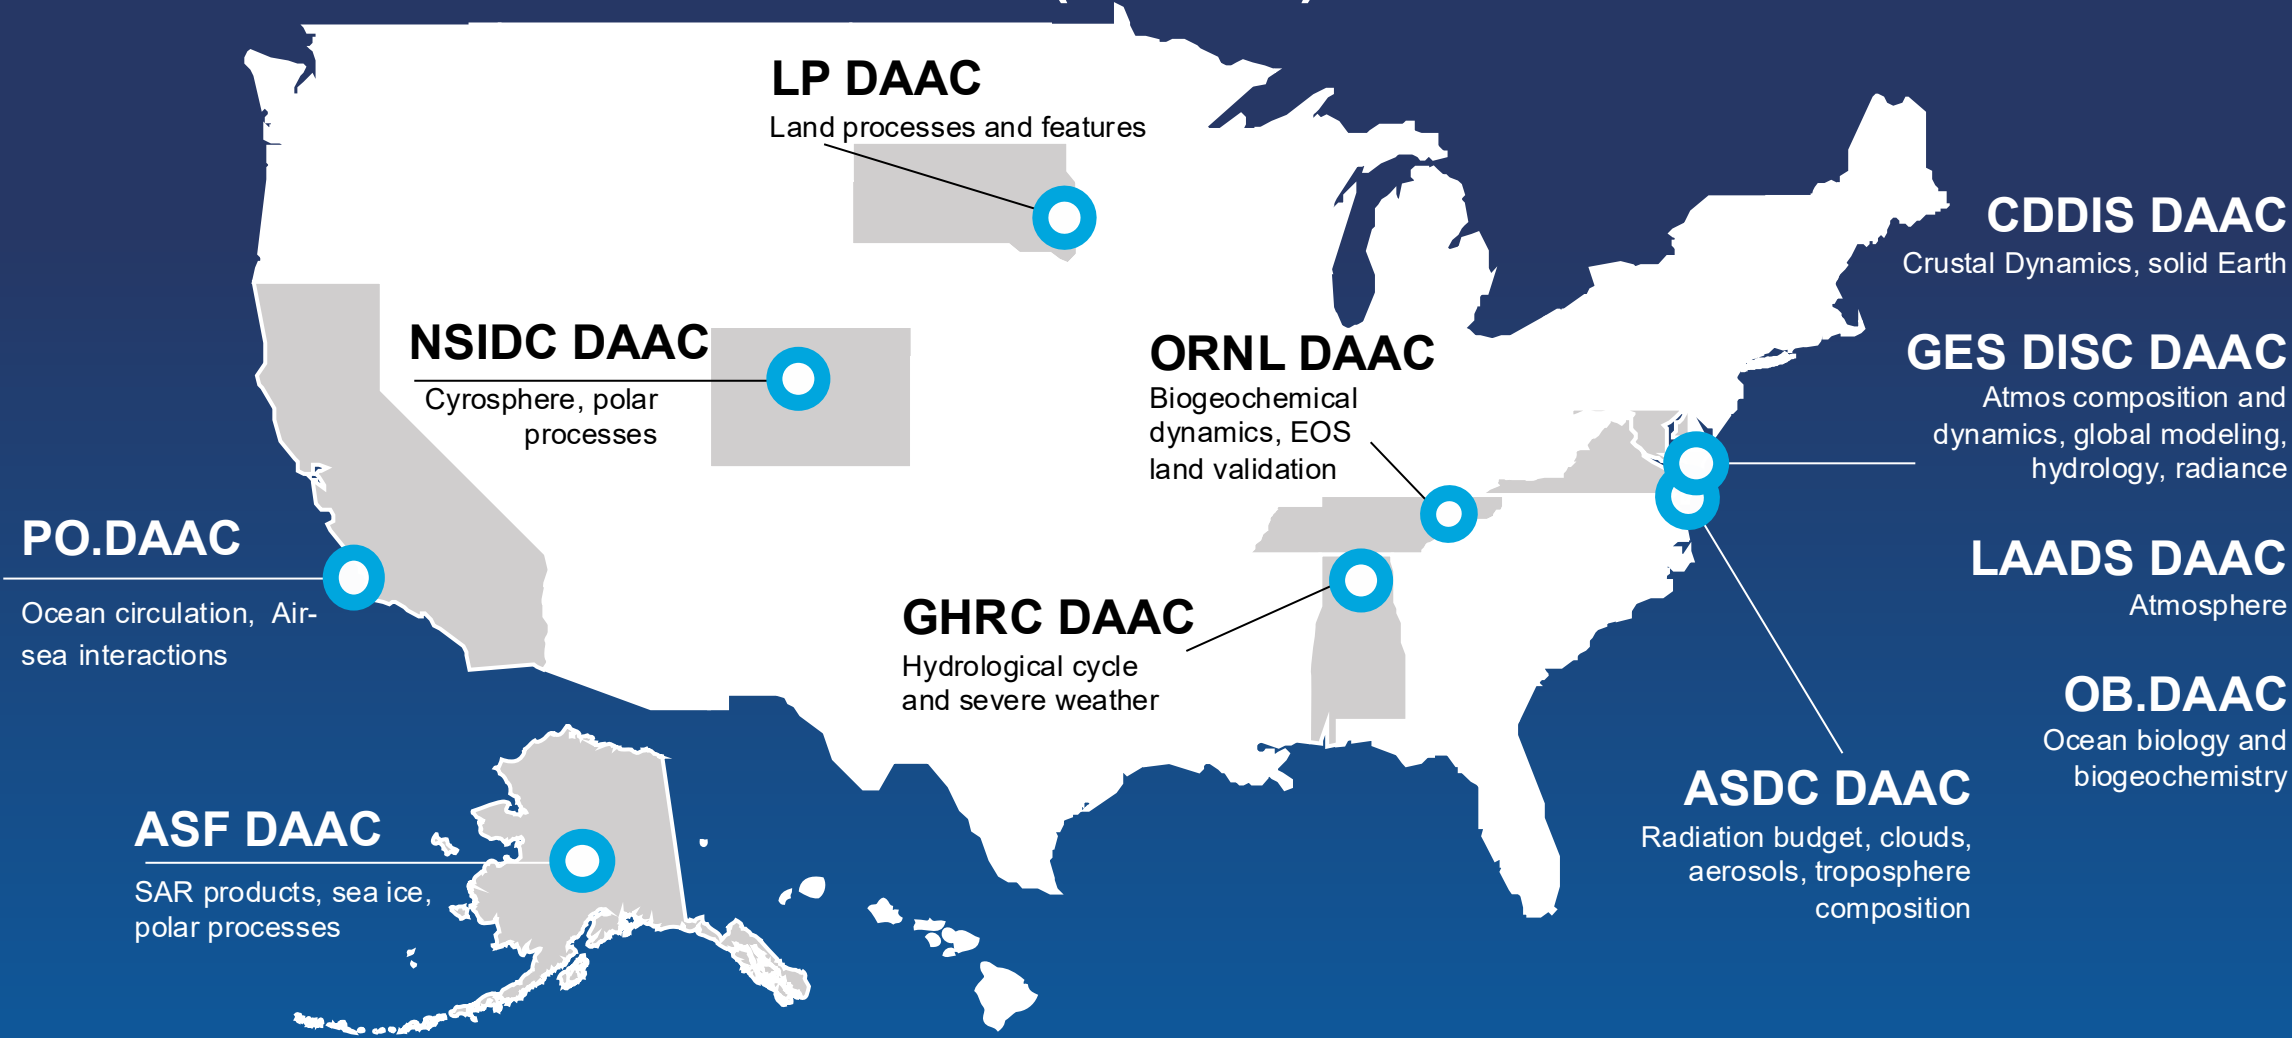 LP DAAC
Land processes and features
CDDIS DAAC
Crustal Dynamics, solid Earth
NSIDC DAAC
Cyrosphere, polar
processes
ORNL DAAC
Biogeochemical
dynamics, EOS
land validation
GES DISC DAAC
Atmos composition and
dynamics, global modeling,
hydrology, radiance
PO.DAAC
Ocean circulation, Air-
sea interactions
GHRC DAAC
Hydrological cycle
and severe weather
LAADS DAAC
Atmosphere
OB.DAAC
Ocean biology and
biogeochemistry
ASF DAAC
SAR products, sea ice,
polar processes
ASDC DAAC
Radiation budget, clouds,
aerosols, troposphere
composition